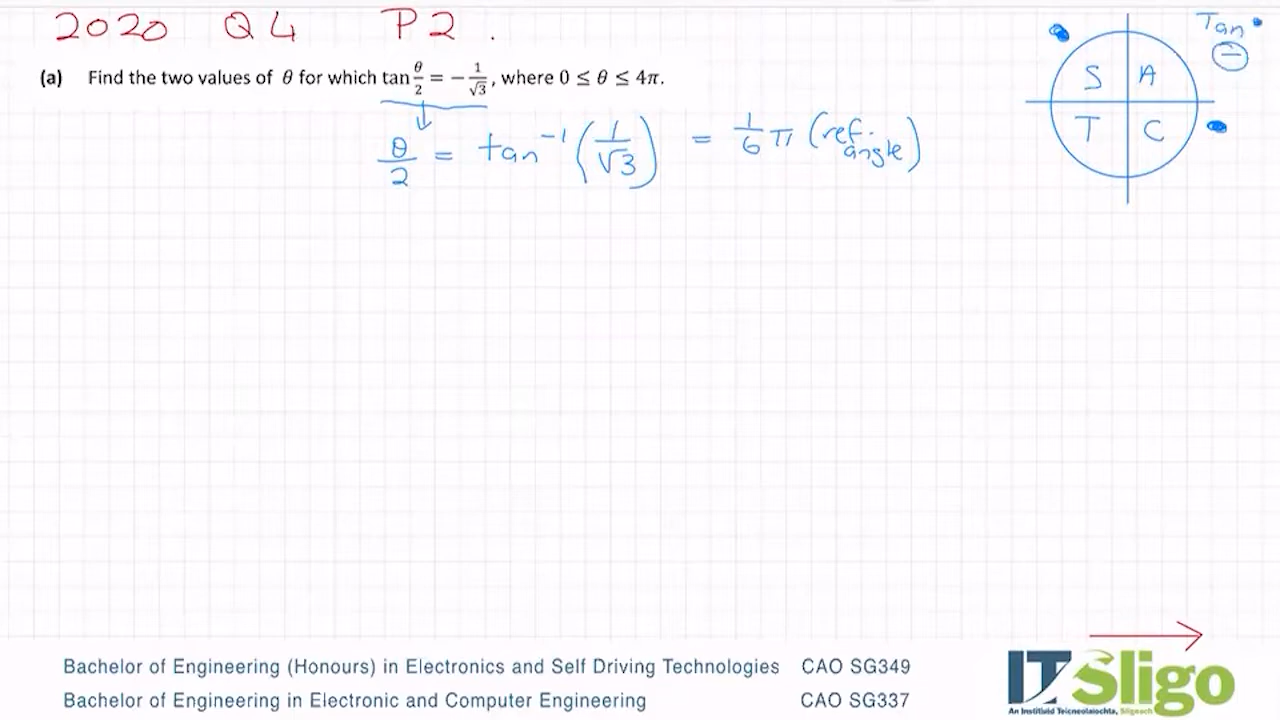 2020 Q4 P2.
(a) Find the two values of θ for which tan θ/2 = −1/√3, where 0 ≤ θ ≤ 4π.
θ/2 = tan⁻¹(1/√3) = 1/6 π (ref. angle)
Tan
−
S A
T C
Bachelor of Engineering (Honours) in Electronics and Self Driving Technologies CAO SG349
Bachelor of Engineering in Electronic and Computer Engineering CAO SG337
IT Sligo
An Institiúid Teicneolaíochta, Sligeach